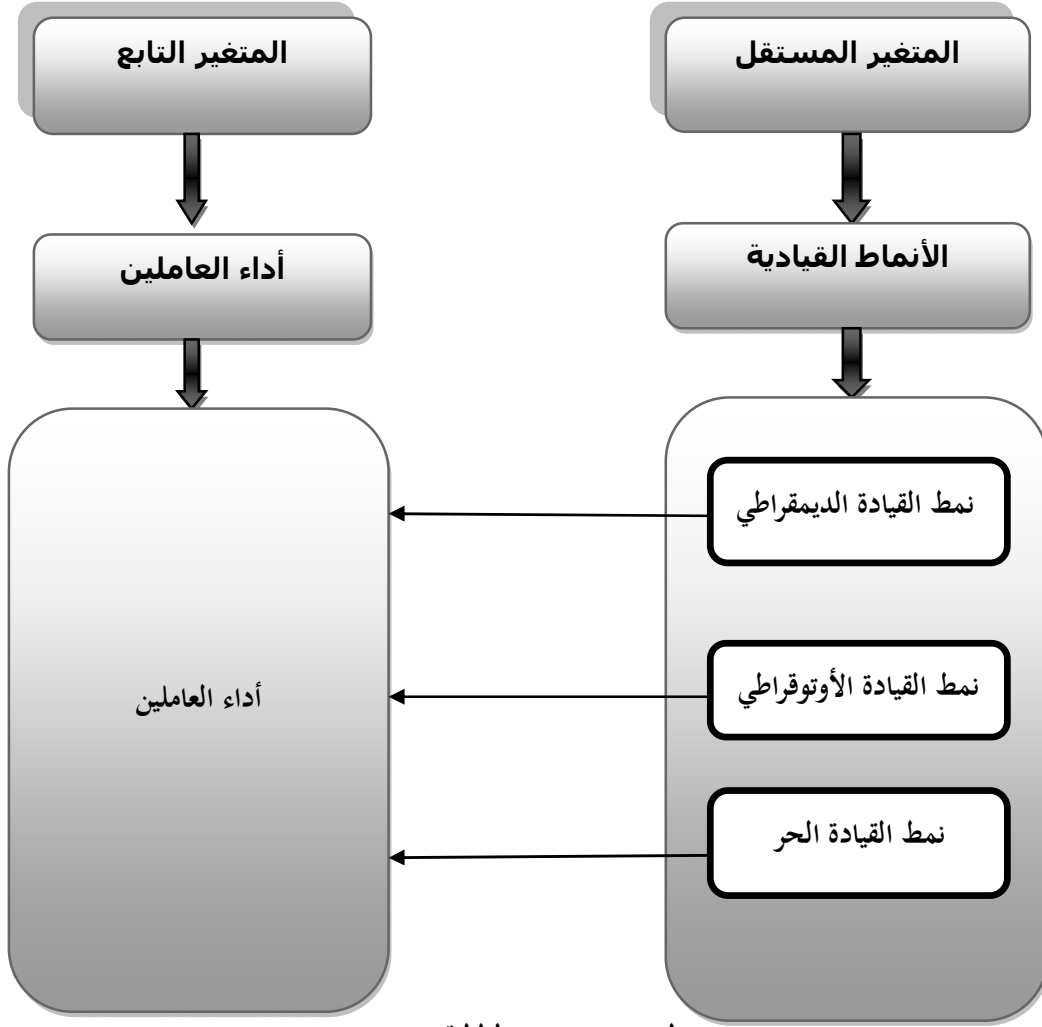 المتغير المستقل
المتغير التابع
الأنماط القيادية
أداء العاملين
نمط القيادة الديمقراطي
نمط القيادة الأوتوقراطي
أداء العاملين
نمط القيادة الحر